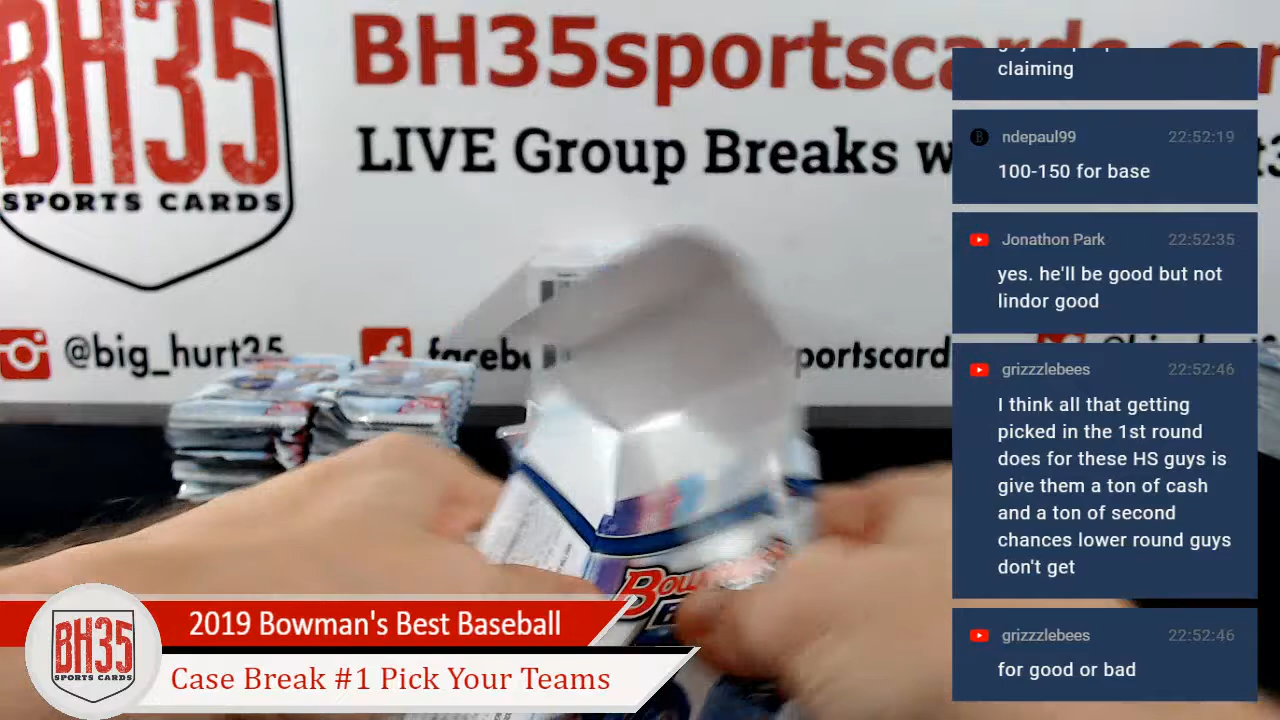 BH35
SPORTS CARDS
BH35sportsca
LIVE Group Breaks w
@big_hurt35
faceb
portscard
claiming
ndepaul99 22:52:19
100-150 for base
Jonathon Park 22:52:35
yes. he'll be good but not
lindor good
grizzzlebees 22:52:46
I think all that getting
picked in the 1st round
does for these HS guys is
give them a ton of cash
and a ton of second
chances lower round guys
don't get
grizzzlebees 22:52:46
for good or bad
BH35
SPORTS CARDS
2019 Bowman's Best Baseball
Case Break #1 Pick Your Teams